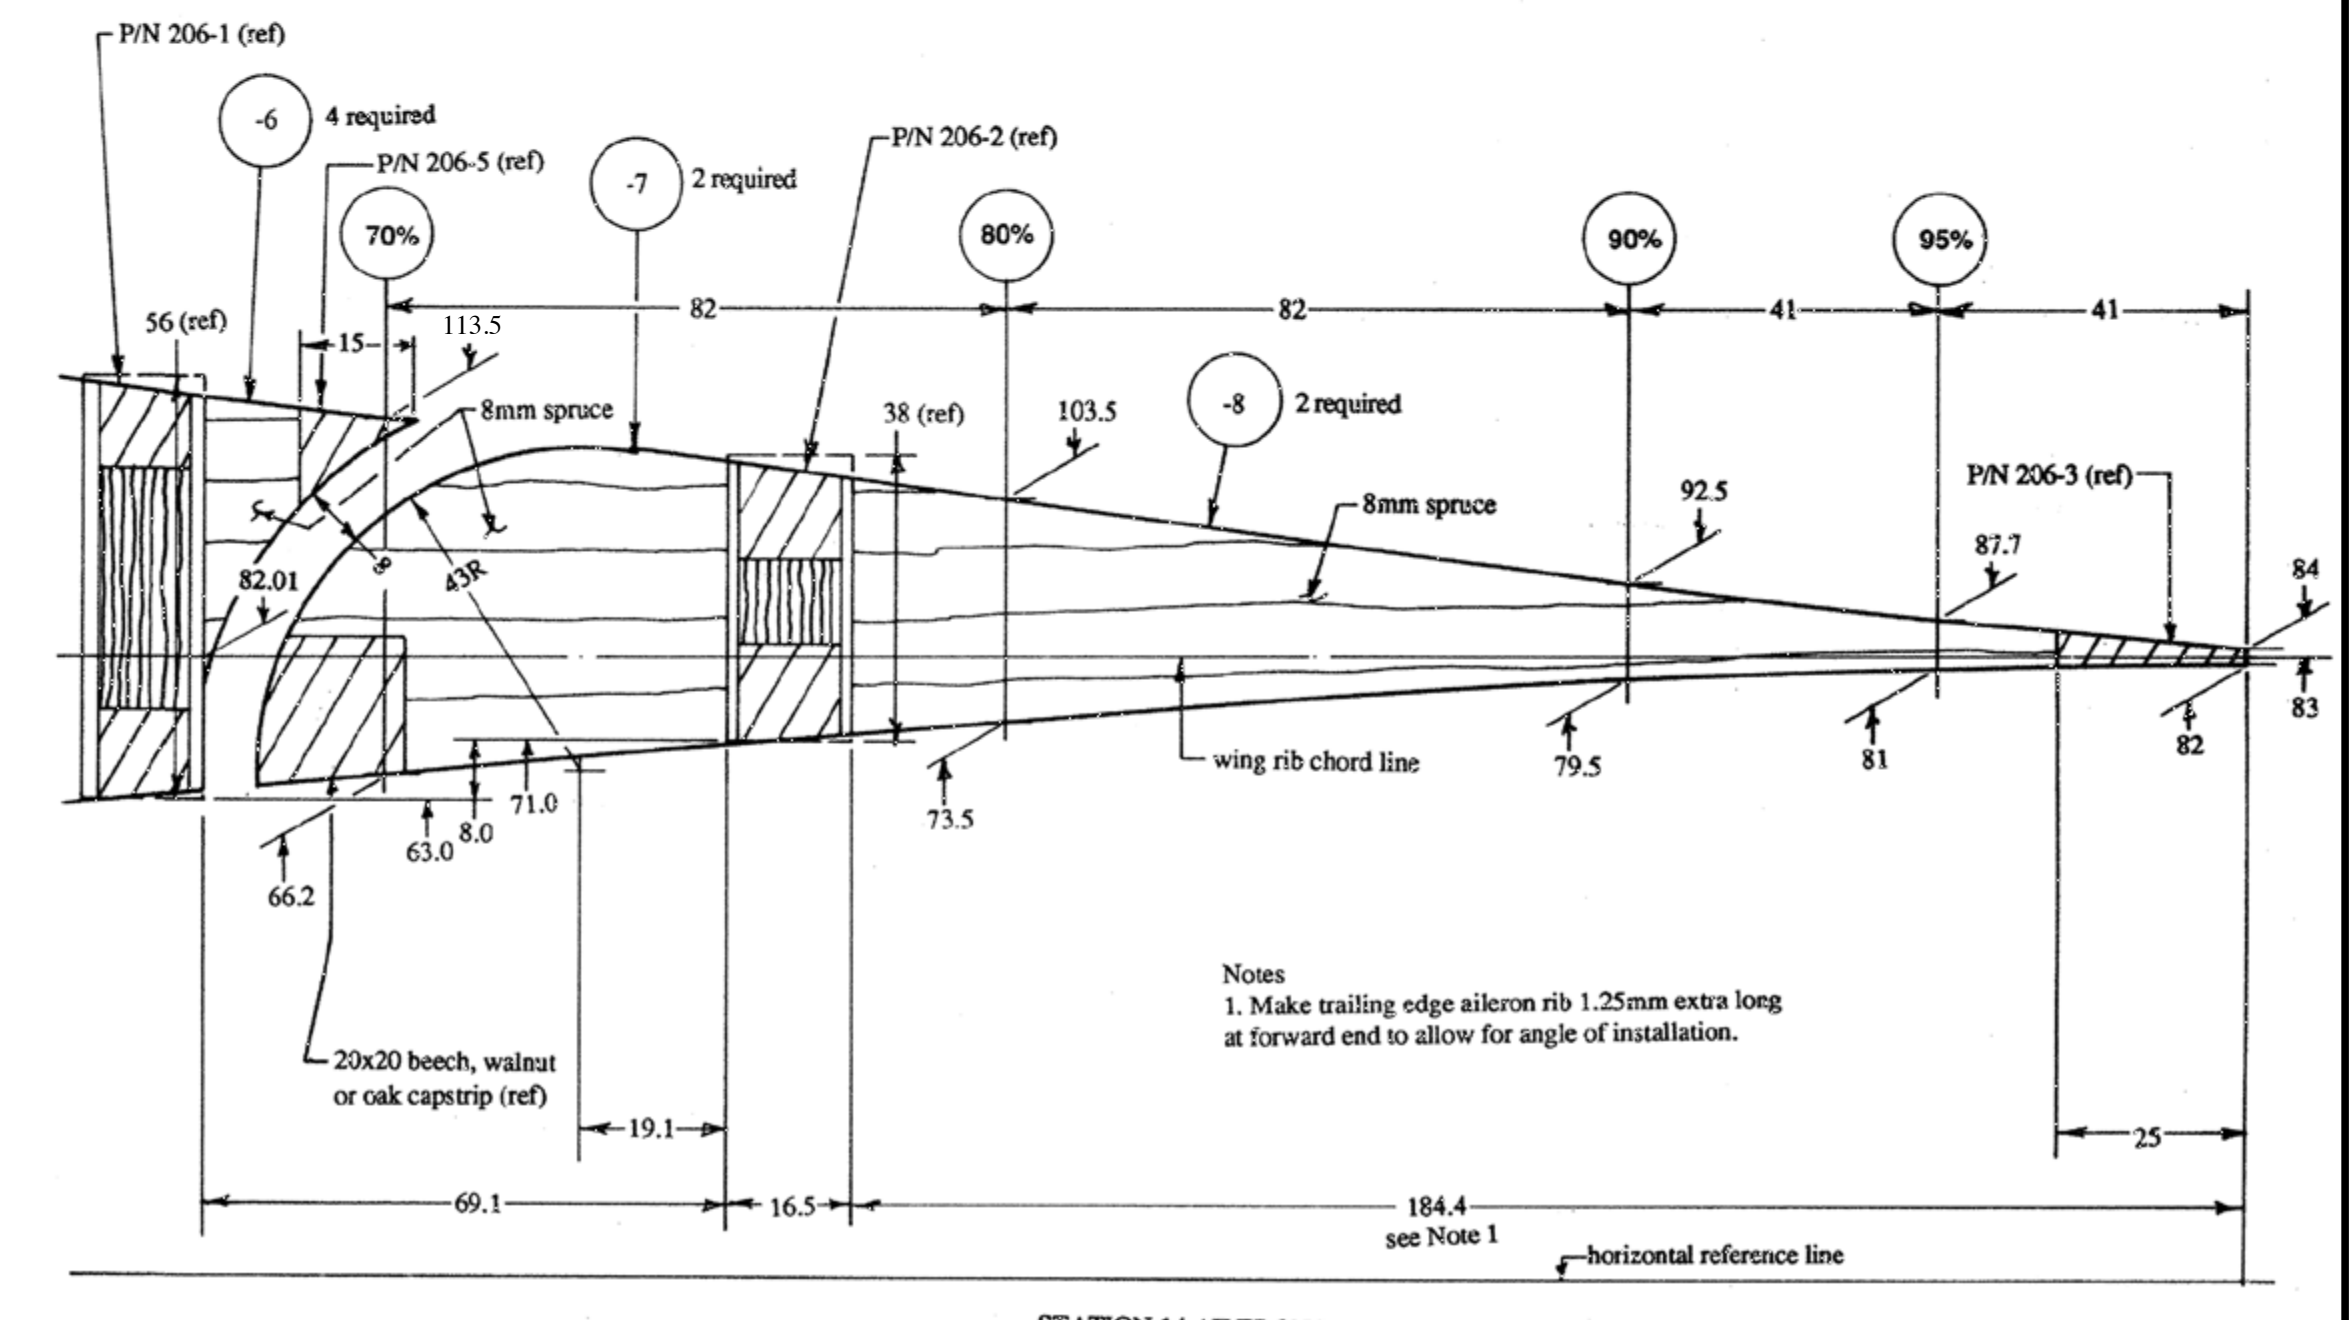 P/N 206-1 (ref)
-6
4 required
P/N 206-5 (ref)
-7
2 required
P/N 206-2 (ref)
70%
80%
90%
95%
82
82
41
41
56 (ref)
15
113.5
8mm spruce
38 (ref)
103.5
-8
2 required
P/N 206-3 (ref)
8mm spruce
92.5
87.7
84
82.01
8
43R
wing rib chord line
83
82
81
79.5
73.5
71.0
8.0
63.0
66.2
Notes
1. Make trailing edge aileron rib 1.25mm extra long
at forward end to allow for angle of installation.
20x20 beech, walnut
or oak capstrip (ref)
19.1
25
69.1
16.5
184.4
see Note 1
horizontal reference line